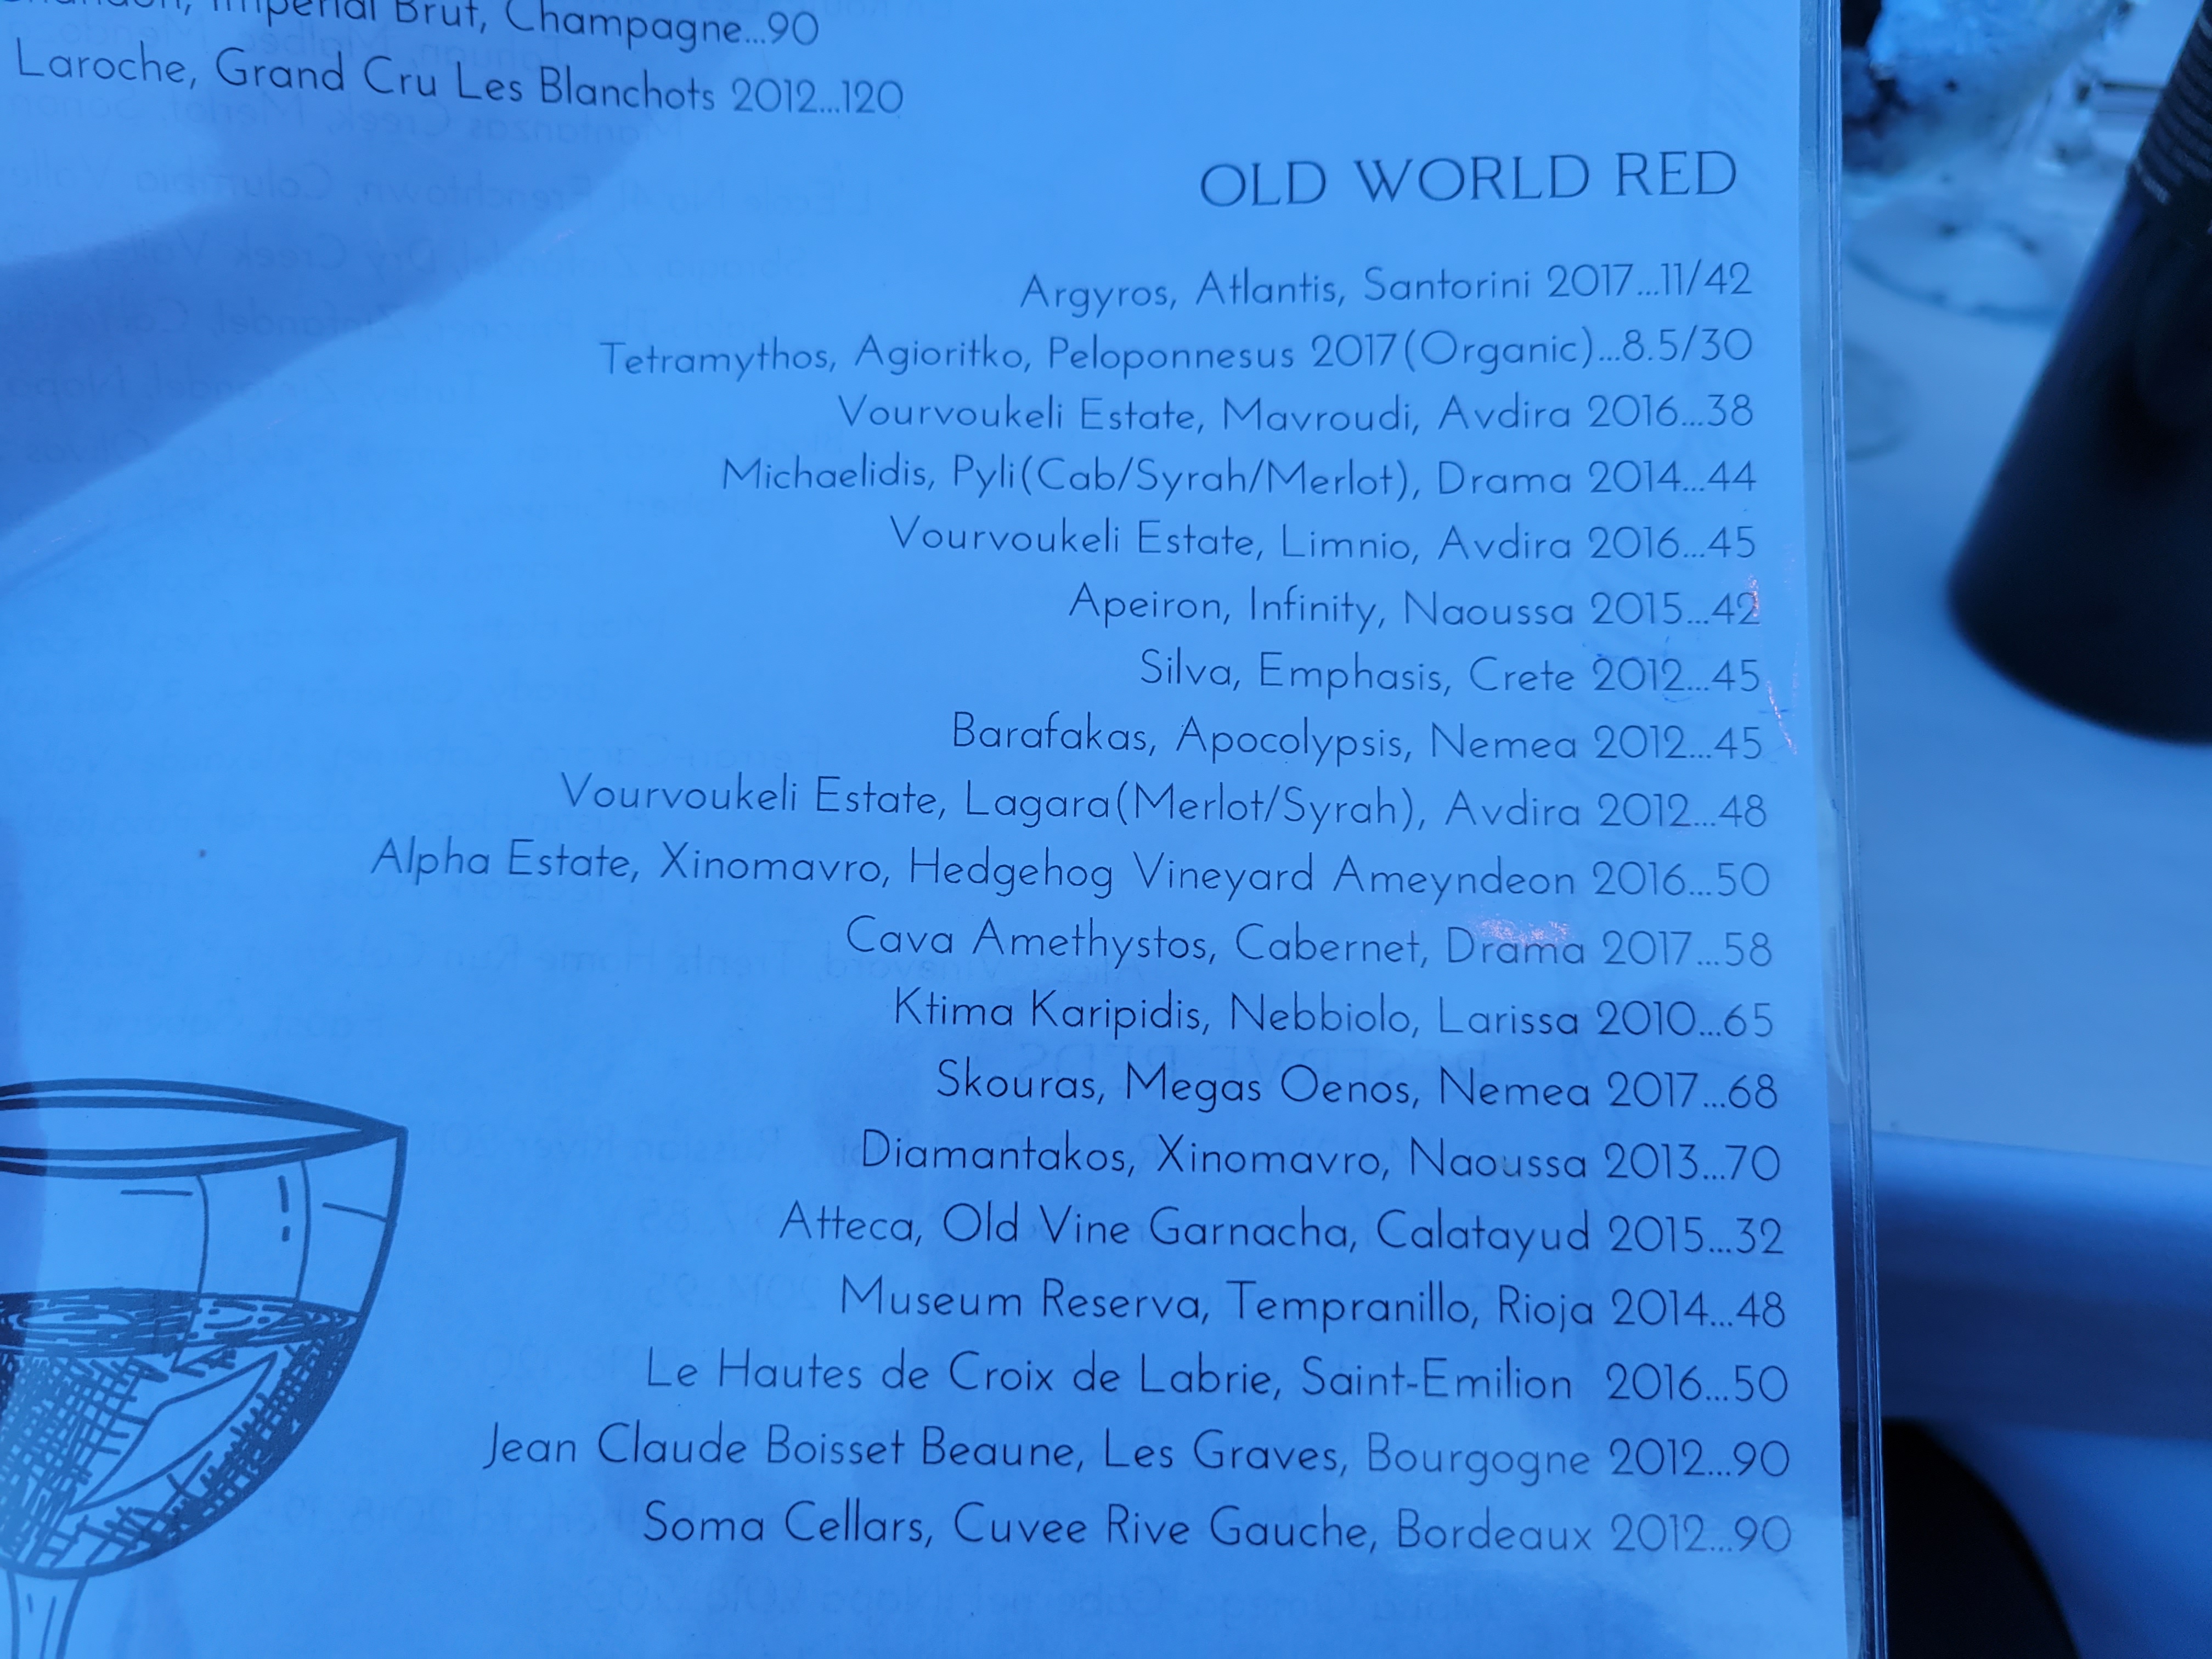 Imperial Brut, Champagne...90
Laroche, Grand Cru Les Blanchots 2012...120
OLD WORLD RED
Argyros, Atlantis, Santorini 2017...11/42
Tetramythos, Agioritko, Peloponnesus 2017(Organic)...8.5/30
Vourvoukeli Estate, Mavroudi, Avdira 2016...38
Michaelidis, Pyli(Cab/Syrah/Merlot), Drama 2014...44
Vourvoukeli Estate, Limnio, Avdira 2016...45
Apeiron, Infinity, Naoussa 2015...42
Silva, Emphasis, Crete 2012...45
Barafakas, Apocolypsis, Nemea 2012...45
Vourvoukeli Estate, Lagara(Merlot/Syrah), Avdira 2012...48
Alpha Estate, Xinomavro, Hedgehog Vineyard Ameyndeon 2016...50
Cava Amethystos, Cabernet, Drama 2017...58
Ktima Karipidis, Nebbiolo, Larissa 2010...65
Skouras, Megas Oenos, Nemea 2017...68
Diamantakos, Xinomavro, Naoussa 2013...70
Atteca, Old Vine Garnacha, Calatayud 2015...32
Museum Reserva, Tempranillo, Rioja 2014...48
Le Hautes de Croix de Labrie, Saint-Emilion 2016...50
Jean Claude Boisset Beaune, Les Graves, Bourgogne 2012...90
Soma Cellars, Cuvee Rive Gauche, Bordeaux 2012...90